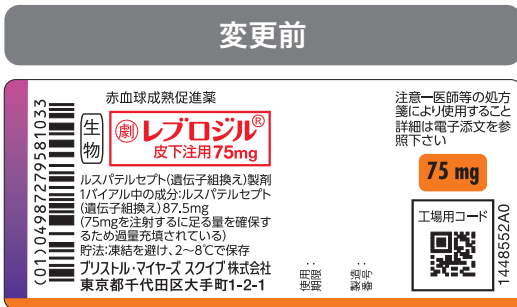 変更前
(01)04987279581033
赤血球成熟促進薬
生物
劇 レブロジル®
皮下注用75mg
ルスパテルセプト(遺伝子組換え)製剤
1バイアル中の成分:ルスパテルセプト
(遺伝子組換え)87.5mg
(75mgを注射するに足る量を確保す
るため過量充填されている)
貯法:凍結を避け、2~8℃で保存
ブリストル・マイヤーズ スクイブ株式会社
東京都千代田区大手町1-2-1
使用期限:
製造番号:
注意ー医師等の処方
箋により使用すること
詳細は電子添文を参
照下さい
75 mg
工場用コード
1448552A0